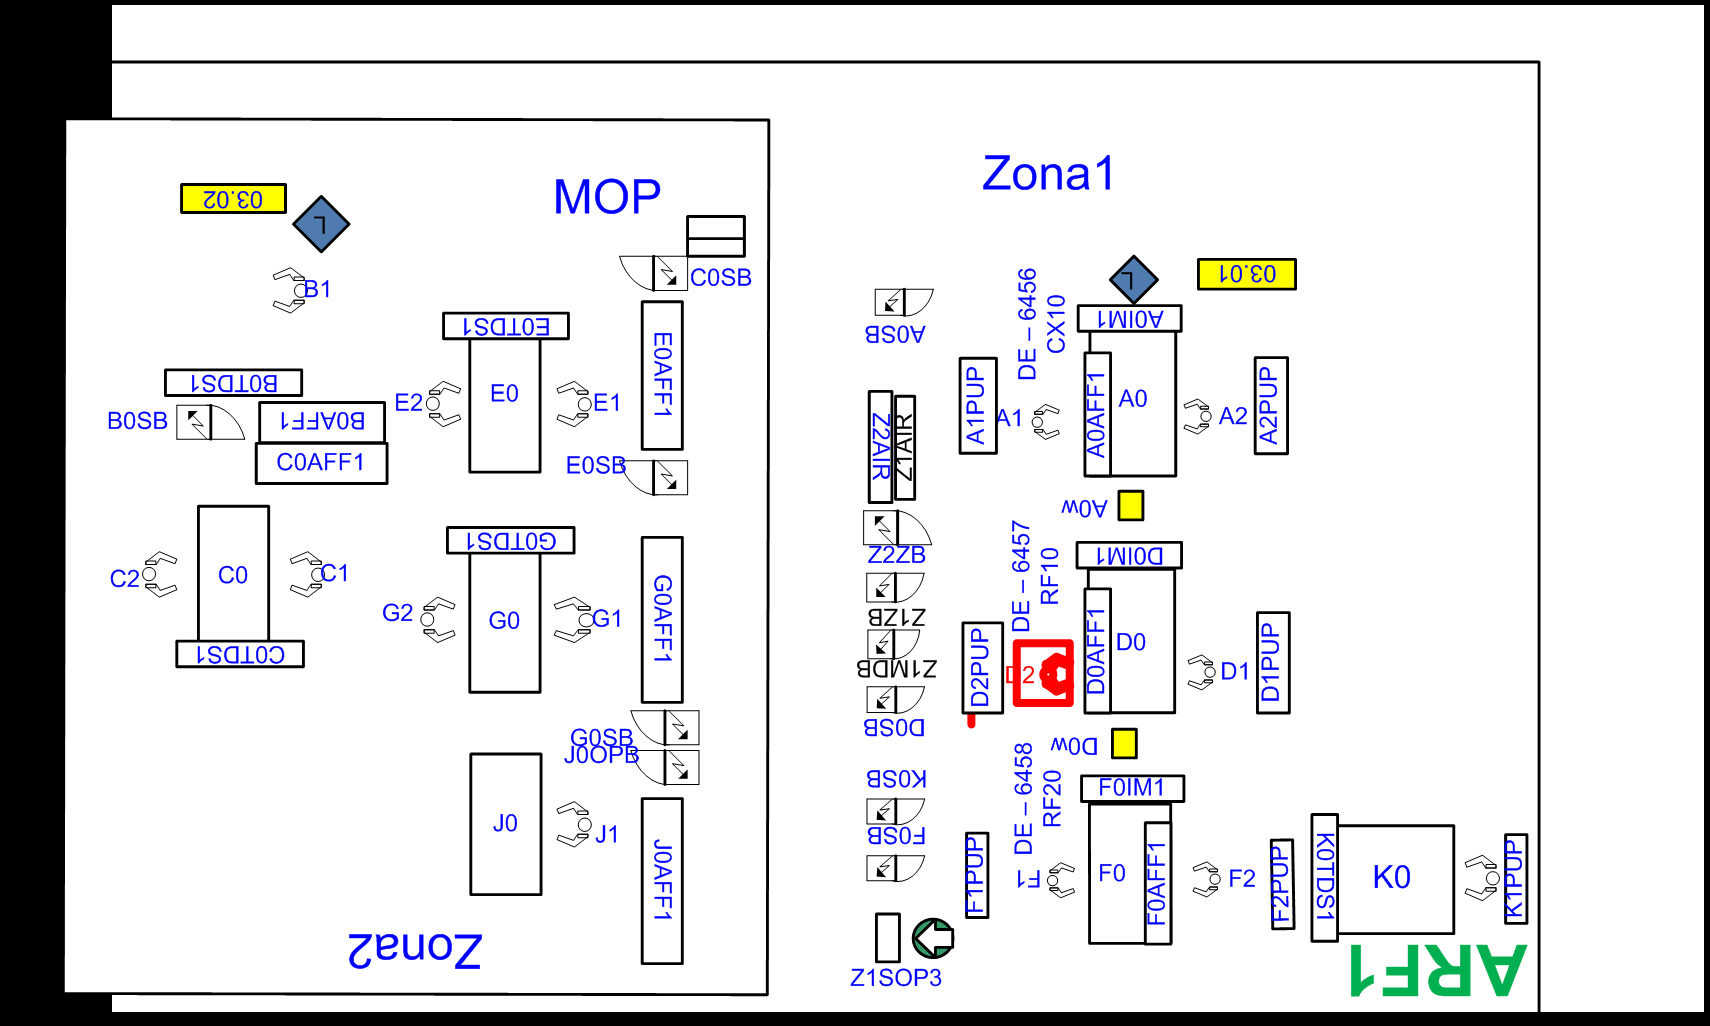 Zona1
MOP
03.02
L
C0SB
B1
E0TDS1
E0AFF1
B0TDS1
B0SB
B0AFF1
C0AFF1
E2
E0
E1
E0SB
C2
C0
C1
C0TDS1
G0TDS1
G2
G0
G1
G0AFF1
G0SB
J0OPB
J0
J1
J0AFF1
Zona2
A0SB
DE – 6456
CX10
L
03.01
A0IM1
A1PUP
A1
A0AFF1
A0
A2
A2PUP
Z2AIR
Z1AIR
A0w
Z2ZB
DE – 6457
RF10
D0IM1
Z1ZB
Z1MDB
D2PUP
D2
D0AFF1
D0
D1
D1PUP
D0SB
D0w
K0SB
DE – 6458
RF20
F0IM1
F0SB
F1PUP
F1
F0
F0AFF1
F2
F2PUP
K0TDS1
K0
K1PUP
Z1SOP3
ARF1